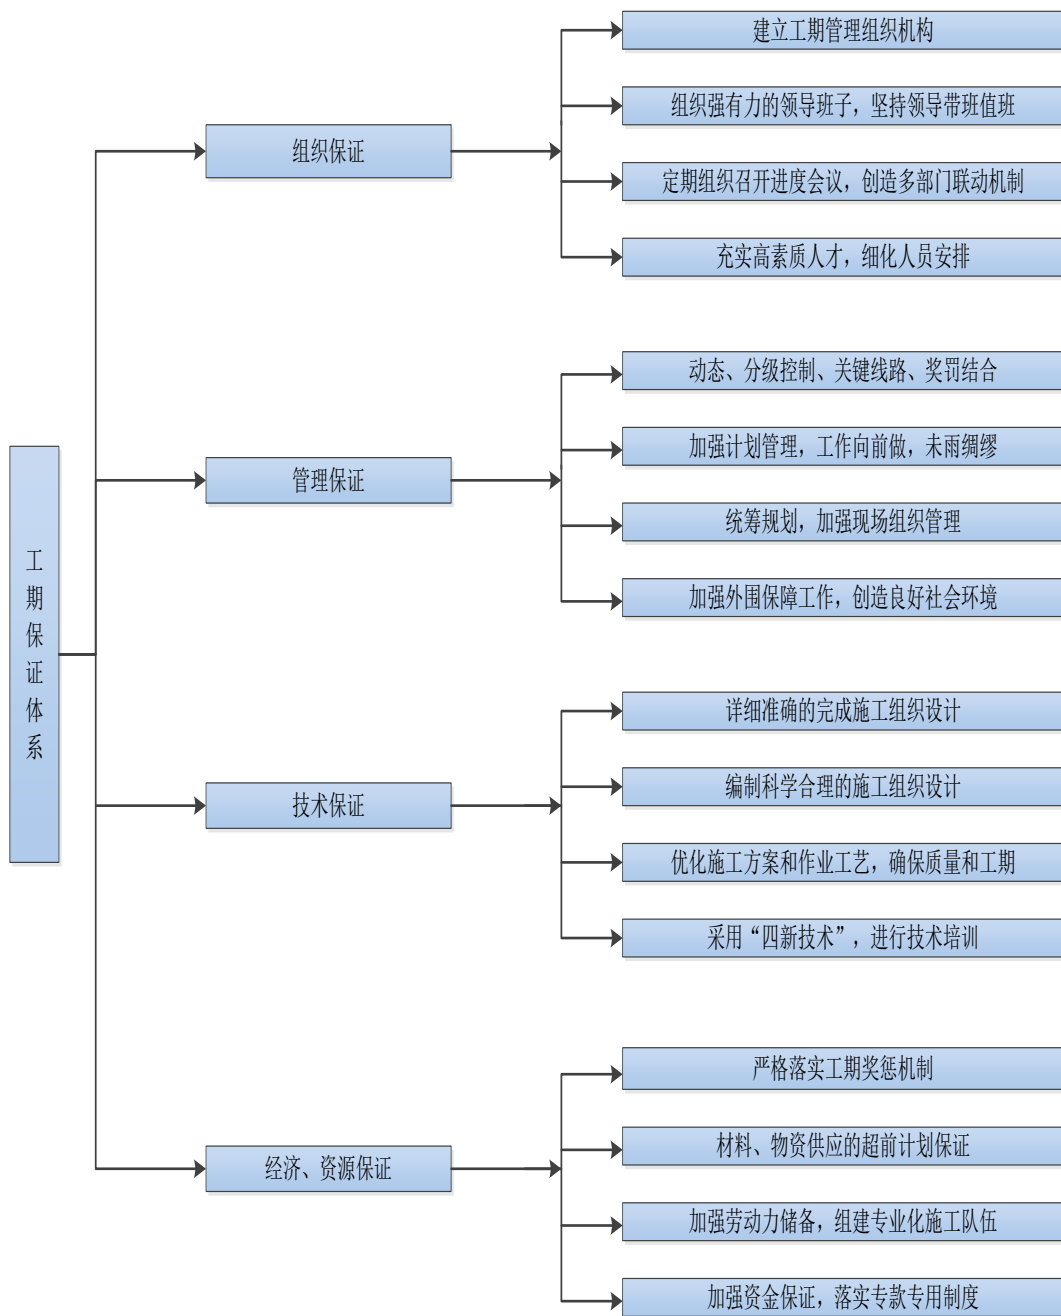 工期保证体系
组织保证
建立工期管理组织机构
组织强有力的领导班子，坚持领导带班值班
定期组织召开进度会议，创造多部门联动机制
充实高素质人才，细化人员安排
管理保证
动态、分级控制、关键线路、奖罚结合
加强计划管理，工作向前做，未雨绸缪
统筹规划，加强现场组织管理
加强外围保障工作，创造良好社会环境
技术保证
详细准确的完成施工组织设计
编制科学合理的施工组织设计
优化施工方案和作业工艺，确保质量和工期
采用“四新技术”，进行技术培训
经济、资源保证
严格落实工期奖惩机制
材料、物资供应的超前计划保证
加强劳动力储备，组建专业化施工队伍
加强资金保证，落实专款专用制度